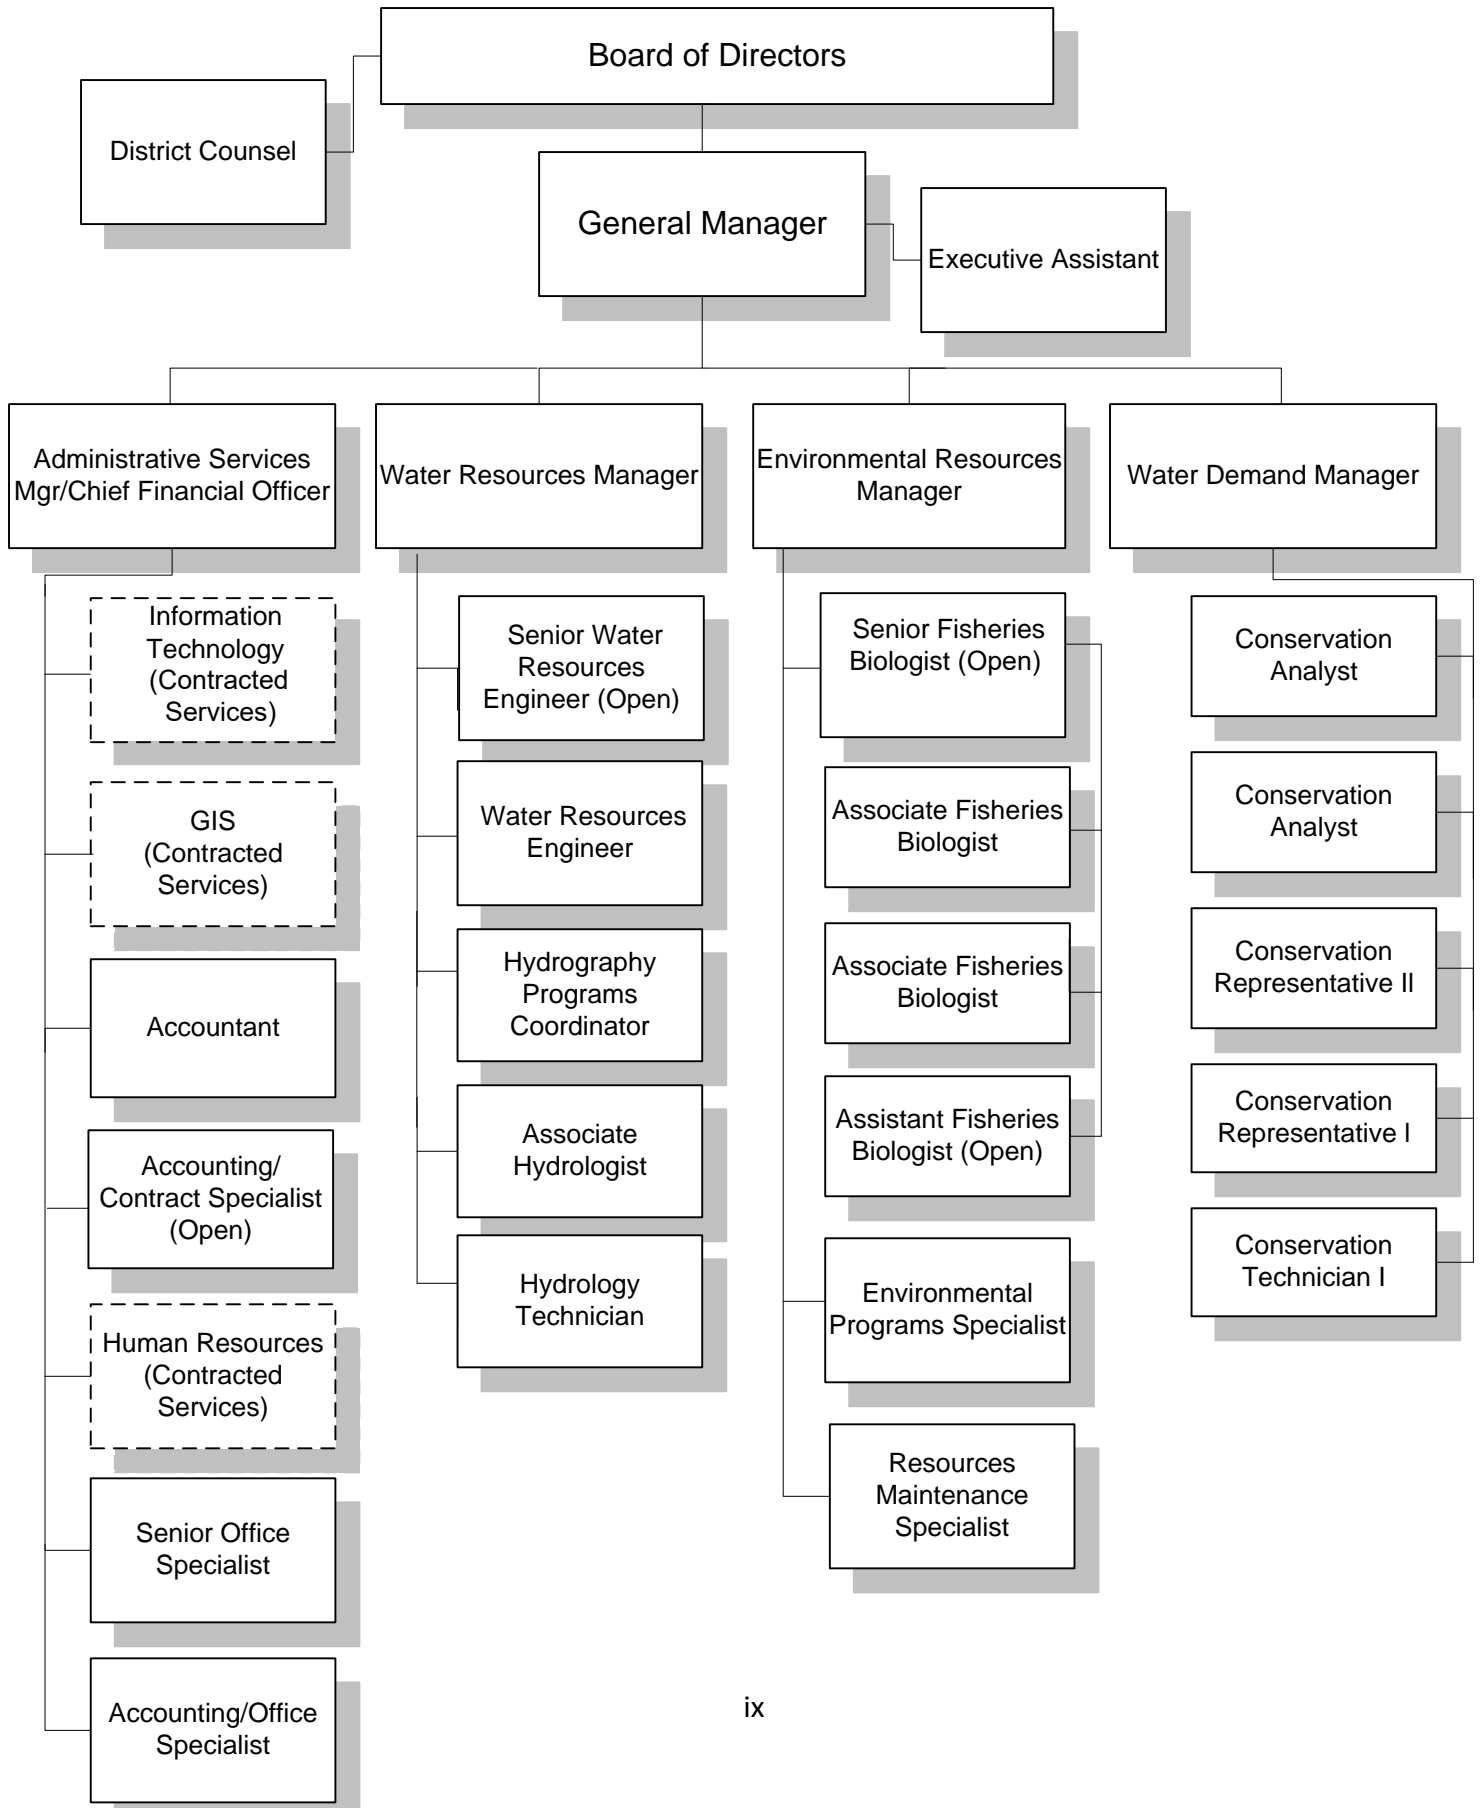 Board of Directors
District Counsel
General Manager
Executive Assistant
Administrative Services
Mgr/Chief Financial Officer
Water Resources Manager
Environmental Resources
Manager
Water Demand Manager
Information
Technology
(Contracted
Services)
GIS
(Contracted
Services)
Accountant
Accounting/
Contract Specialist
(Open)
Human Resources
(Contracted
Services)
Senior Office
Specialist
Accounting/Office
Specialist
Senior Water
Resources
Engineer (Open)
Water Resources
Engineer
Hydrography
Programs
Coordinator
Associate
Hydrologist
Hydrology
Technician
Senior Fisheries
Biologist (Open)
Associate Fisheries
Biologist
Associate Fisheries
Biologist
Assistant Fisheries
Biologist (Open)
Environmental
Programs Specialist
Resources
Maintenance
Specialist
Conservation
Analyst
Conservation
Analyst
Conservation
Representative II
Conservation
Representative I
Conservation
Technician I
ix